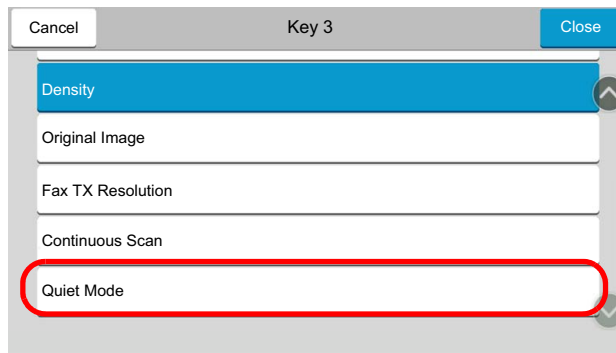 Cancel Key 3 Close
Density
Original Image
Fax TX Resolution
Continuous Scan
Quiet Mode